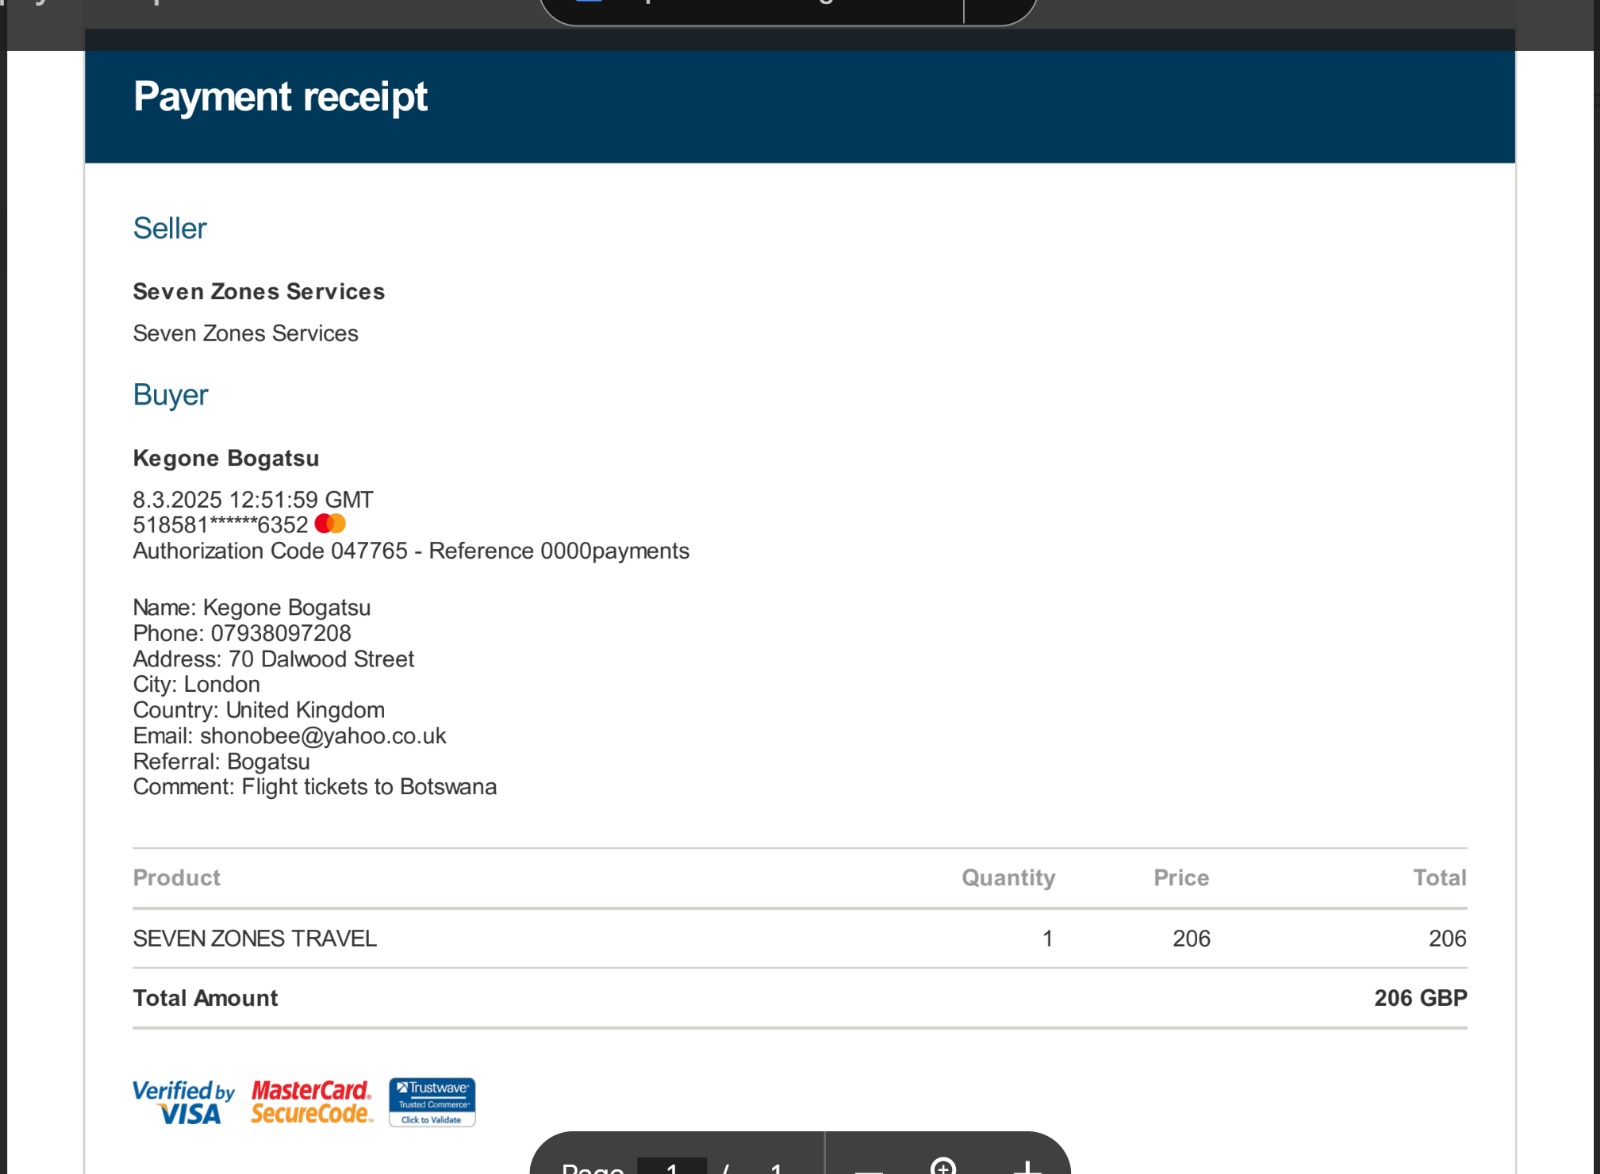 Payment receipt
Seller
Seven Zones Services
Seven Zones Services
Buyer
Kegone Bogatsu
8.3.2025 12:51:59 GMT
518581******6352
Authorization Code 047765 - Reference 0000payments
Name: Kegone Bogatsu
Phone: 07938097208
Address: 70 Dalwood Street
City: London
Country: United Kingdom
Email: shonobee@yahoo.co.uk
Referral: Bogatsu
Comment: Flight tickets to Botswana
Product Quantity Price Total
SEVEN ZONES TRAVEL 1 206 206
Total Amount 206 GBP
Verified by VISA
MasterCard. SecureCode
Trustwave
Trusted Commerce
Click to Validate
Page 1 / 1